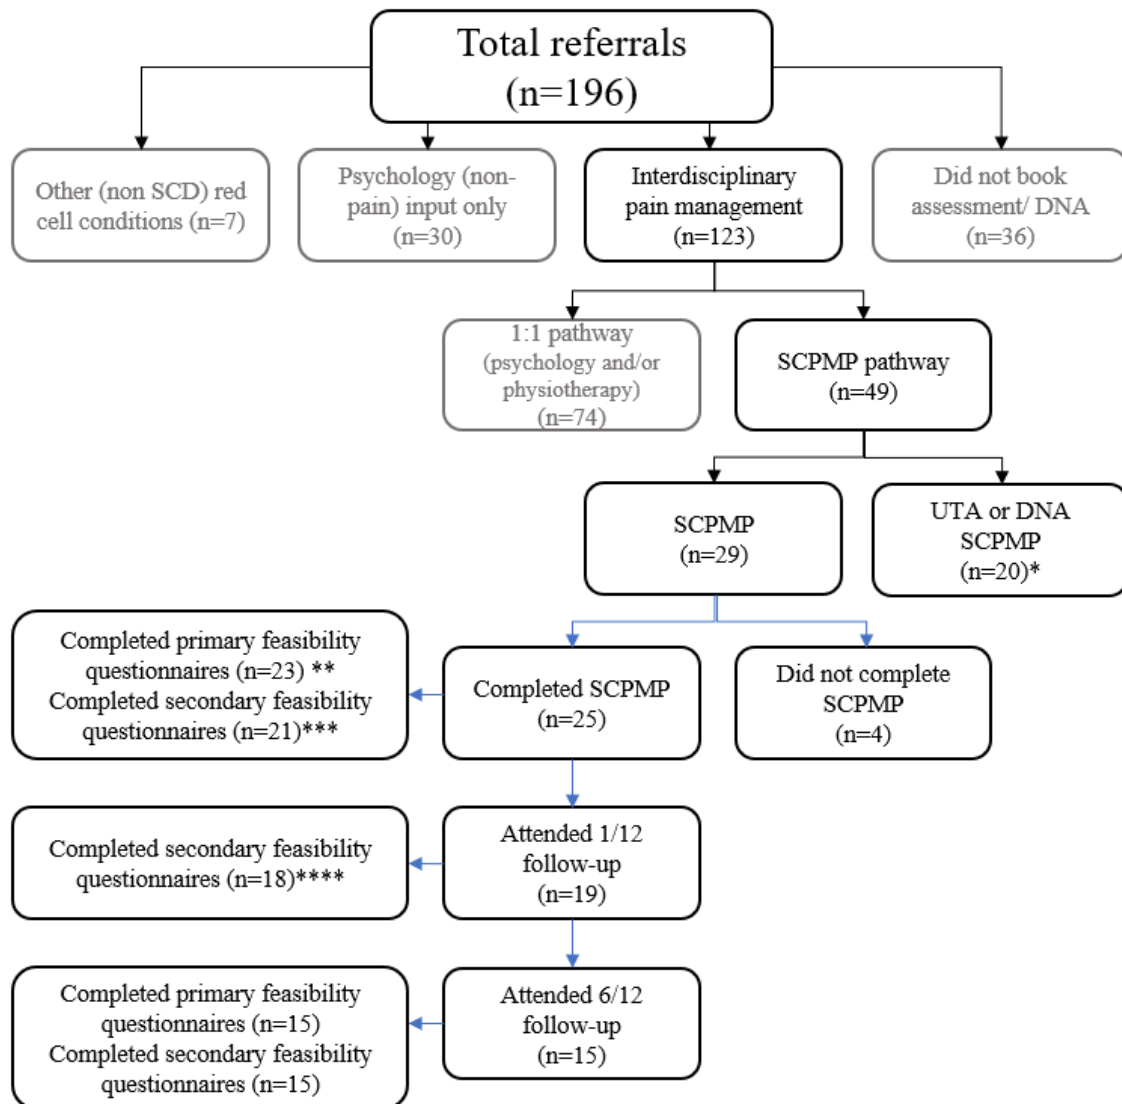 Total referrals
(n=196)
Other (non SCD) red
cell conditions (n=7)
Psychology (non-
pain) input only
(n=30)
Interdisciplinary
pain management
(n=123)
Did not book
assessment/ DNA
(n=36)
1:1 pathway
(psychology and/or
physiotherapy)
(n=74)
SCPMP pathway
(n=49)
SCPMP
(n=29)
UTA or DNA
SCPMP
(n=20)*
Completed primary feasibility
questionnaires (n=23) **
Completed secondary feasibility
questionnaires (n=21)***
Completed SCPMP
(n=25)
Did not complete
SCPMP
(n=4)
Completed secondary feasibility
questionnaires (n=18)****
Attended 1/12
follow-up
(n=19)
Completed primary feasibility
questionnaires (n=15)
Completed secondary feasibility
questionnaires (n=15)
Attended 6/12
follow-up
(n=15)